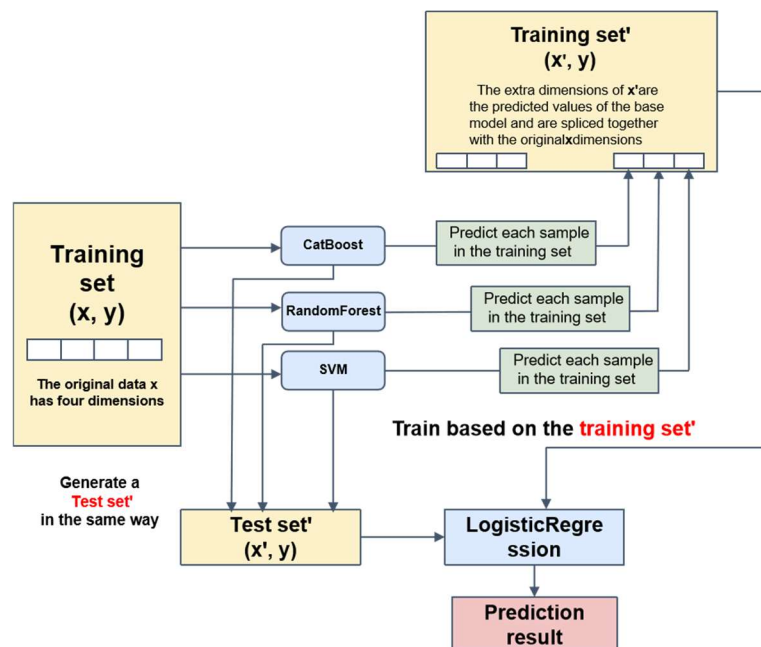 Training set'
(x', y)
The extra dimensions of x'are
the predicted values of the base
model and are spliced together
with the originalxdimensions
Training
set
(x, y)
The original data x
has four dimensions
CatBoost
Predict each sample
in the training set
RandomForest
Predict each sample
in the training set
SVM
Predict each sample
in the training set
Train based on the training set'
Generate a
Test set'
in the same way
Test set'
(x', y)
LogisticRegre
ssion
Prediction
result